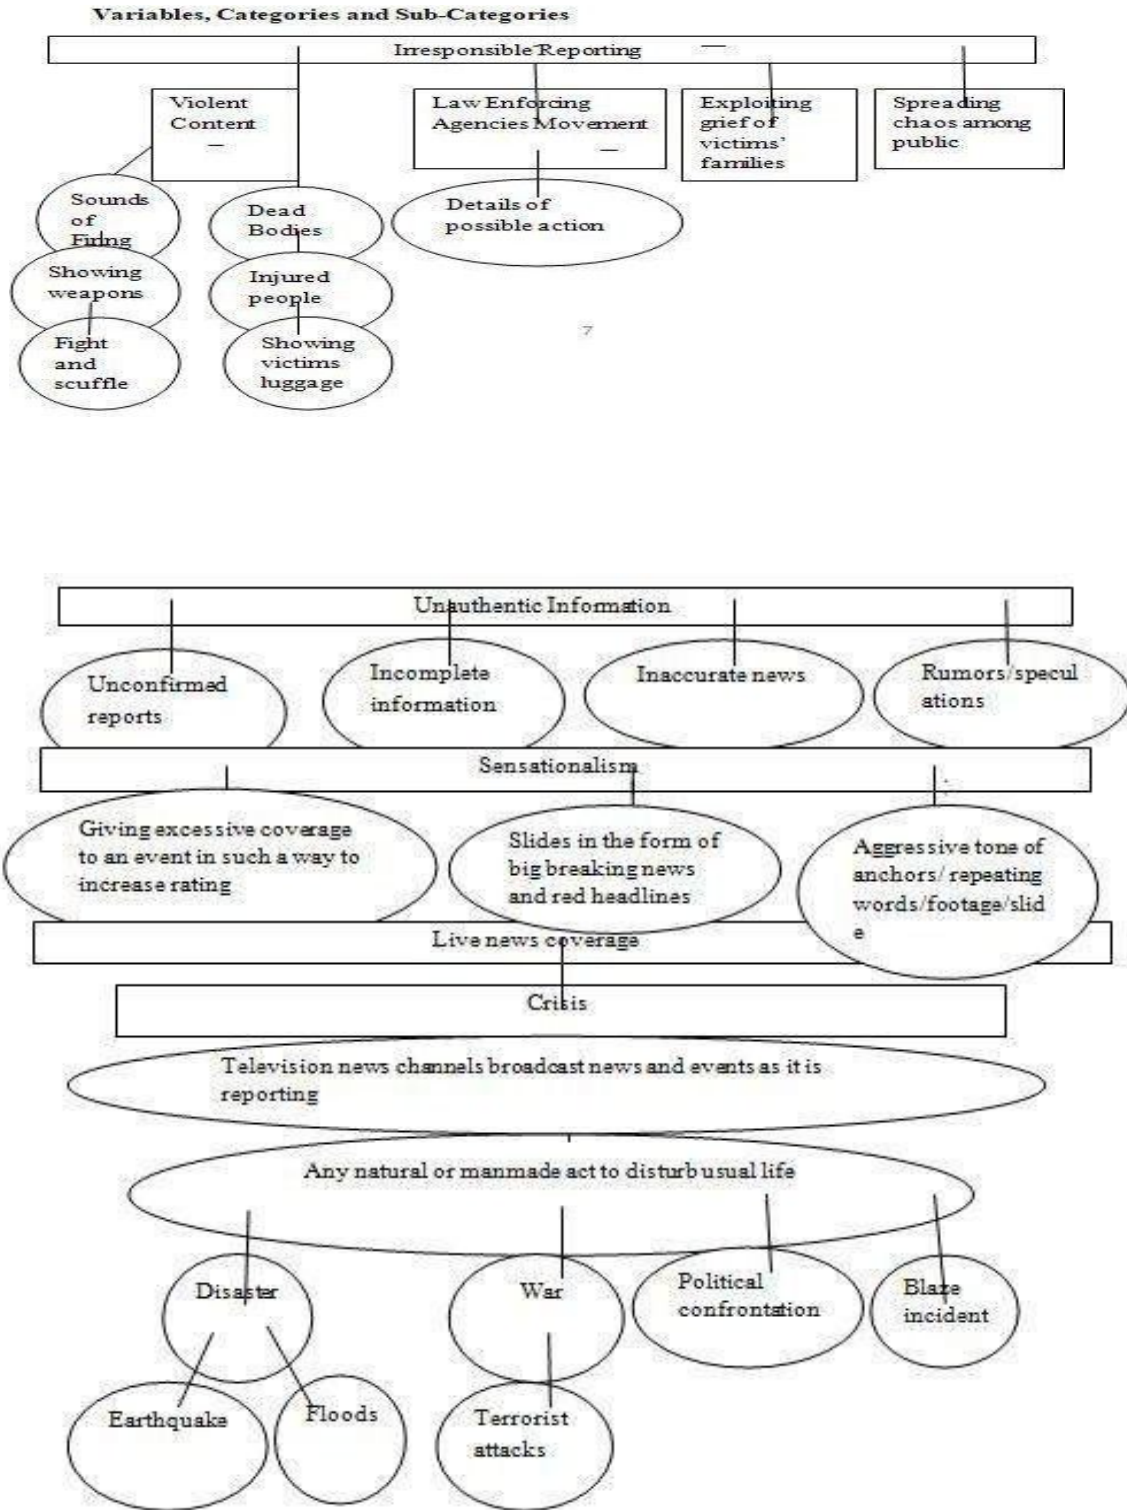 Variables, Categories and Sub-Categories
Irresponsible Reporting
Violent
Content
Law Enforcing
Agencies Movement
Exploiting
grief of
victims'
families
Spreading
chaos among
public
Sounds
of
Firing
Dead
Bodies
Details of
possible action
Showing
weapons
Injured
people
Fight
and
scuffle
Showing
victims
luggage
7
Unauthentic Information
Unconfirmed
reports
Incomplete
information
Inaccurate news
Rumors/specul
ations
Sensationalism
Giving excessive coverage
to an event in such a way to
increase rating
Slides in the form of
big breaking news
and red headlines
Aggressive tone of
anchors/ repeating
words/footage/slid
e
Live news coverage
Crisis
Television news channels broadcast news and events as it is
reporting
Any natural or manmade act to disturb usual life
Disaster
War
Political
confrontation
Blaze
incident
Earthquake
Floods
Terrorist
attacks